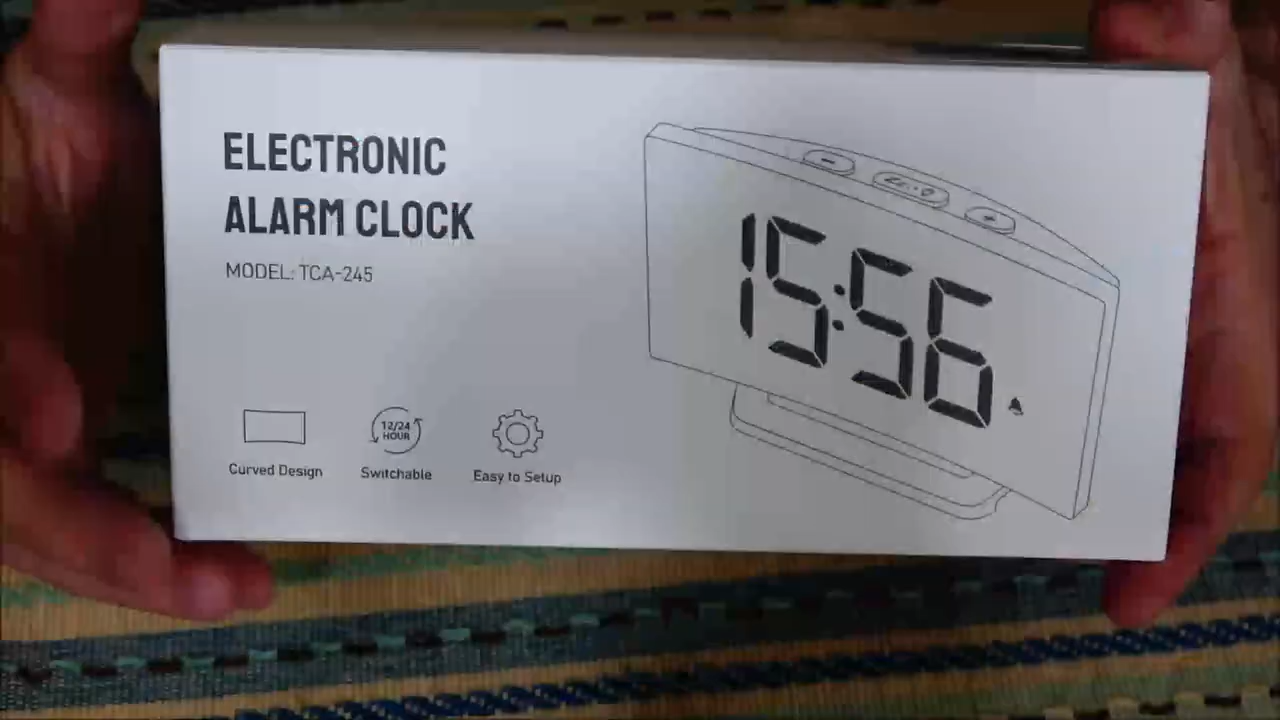 ELECTRONIC
ALARM CLOCK
MODEL: TCA-245
15:56
12/24
HOUR
Curved Design
Switchable
Easy to Setup